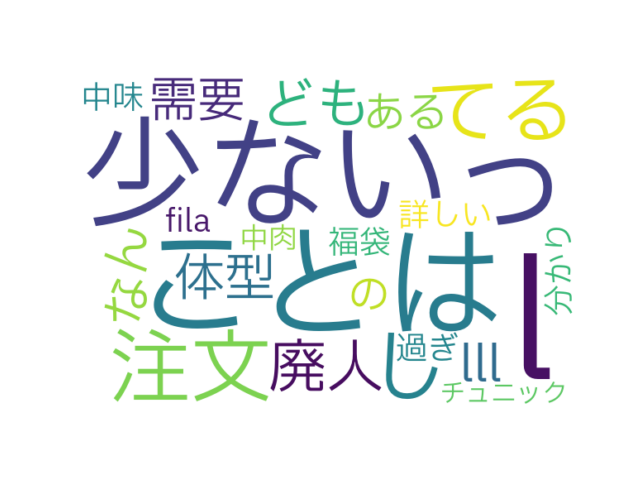 中味 需要 ども ある てる
少ないっ
fila 中肉 福袋 詳しい
なん 体型 ことは の l 分かり
注文 廃人 過ぎ し lll
チュニック